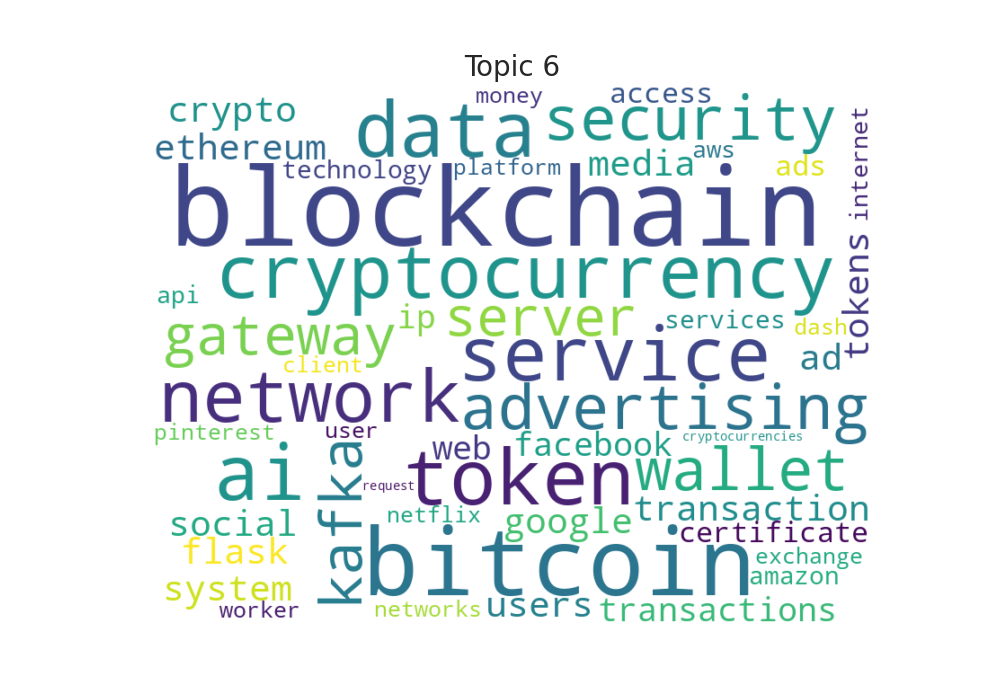 Topic 6
money
access
crypto
data
security
ethereum
aws
technology
platform
media
ads
internet
blockchain
cryptocurrency
tokens
api
gateway
ip
server
services
dash
client
service
ad
network
advertising
pinterest
user
web
facebook
cryptocurrencies
ai
kafka
request
token
wallet
social
netflix
google
transaction
certificate
flask
bitcoin
exchange
system
amazon
worker
networks
users
transactions